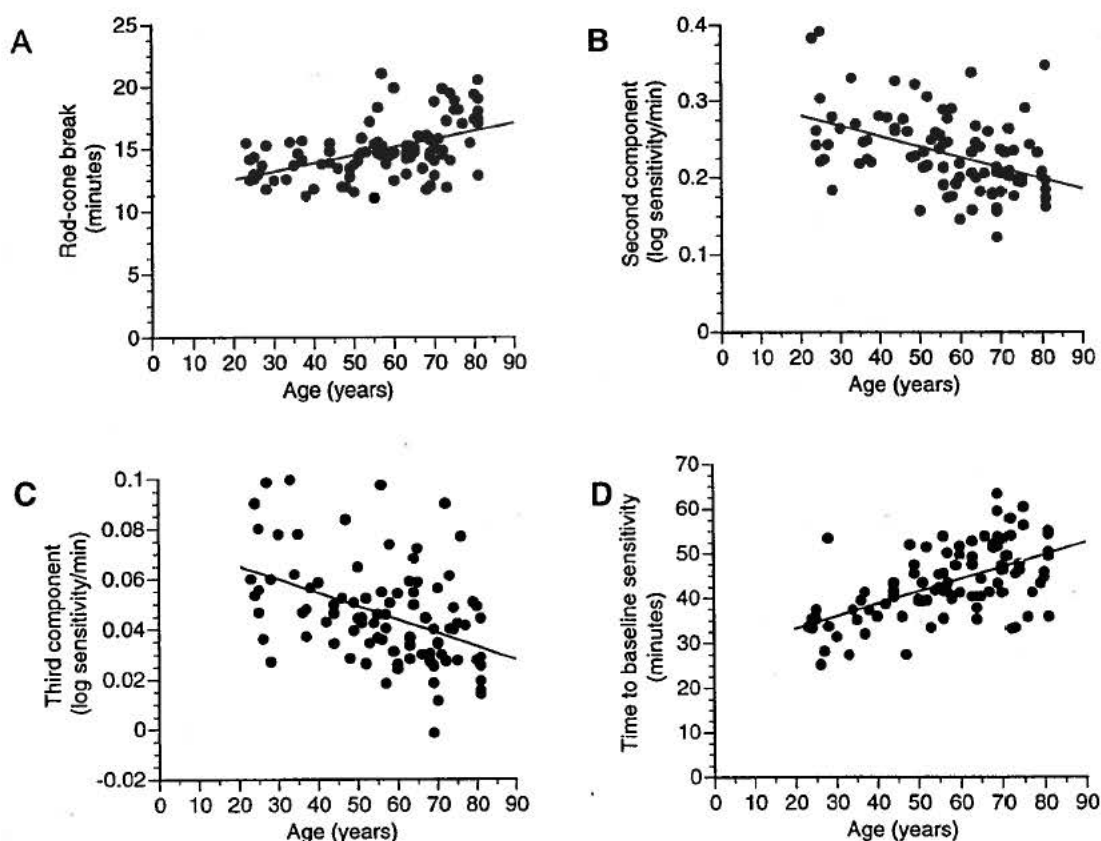 A
Rod-cone break
(minutes)
25
20
15
10
5
0
0 10 20 30 40 50 60 70 80 90
Age (years)
B
Second component
(log sensitivity/min)
0.4
0.3
0.2
0.1
0
0 10 20 30 40 50 60 70 80 90
Age (years)
C
Third component
(log sensitivity/min)
0.1
0.08
0.06
0.04
0.02
0
-0.02
0 10 20 30 40 50 60 70 80 90
Age (years)
D
Time to baseline sensitivity
(minutes)
70
60
50
40
30
20
10
0
0 10 20 30 40 50 60 70 80 90
Age (years)